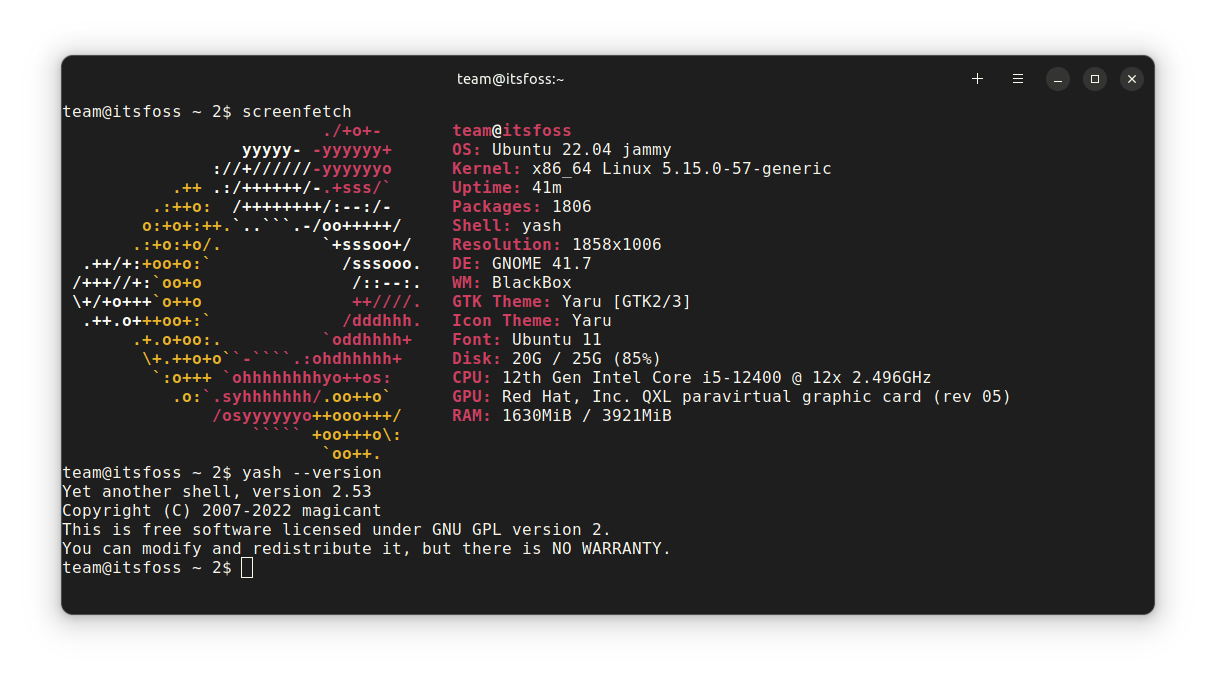 team@itsfoss:~
team@itsfoss ~ 2$ screenfetch
                          ./+o+-       team@itsfoss
                  yyyyy- -yyyyyy+      OS: Ubuntu 22.04 jammy
               ://+//////-yyyyyyo      Kernel: x86_64 Linux 5.15.0-57-generic
           .++ .:/++++++/-.+sss/`      Uptime: 41m
         .:++o:  /++++++++/:--:/-      Packages: 1806
        o:+o+:++.`..```.-/oo+++++/     Shell: yash
       .:+o:+o/.          `+sssoo+/    Resolution: 1858x1006
  .++/+:+oo+o:`             /sssooo.   DE: GNOME 41.7
 /+++//+:`oo+o               /::--:.   WM: BlackBox
 \+/+o+++`o++o               ++////.   GTK Theme: Yaru [GTK2/3]
  .++.o+++oo+:`             /dddhhh.   Icon Theme: Yaru
       .+.o+oo:.          `oddhhhh+    Font: Ubuntu 11
        \+.++o+o``-````.:ohdhhhhh+     Disk: 20G / 25G (85%)
         `:o+++ `ohhhhhhhhyo++os:      CPU: 12th Gen Intel Core i5-12400 @ 12x 2.496GHz
           .o:`.syhhhhhhh/.oo++o`      GPU: Red Hat, Inc. QXL paravirtual graphic card (rev 05)
               /osyyyyyyo++ooo+++/     RAM: 1630MiB / 3921MiB
                   ````` +oo+++o\:
                          `oo++.
team@itsfoss ~ 2$ yash --version
Yet another shell, version 2.53
Copyright (C) 2007-2022 magicant
This is free software licensed under GNU GPL version 2.
You can modify and redistribute it, but there is NO WARRANTY.
team@itsfoss ~ 2$